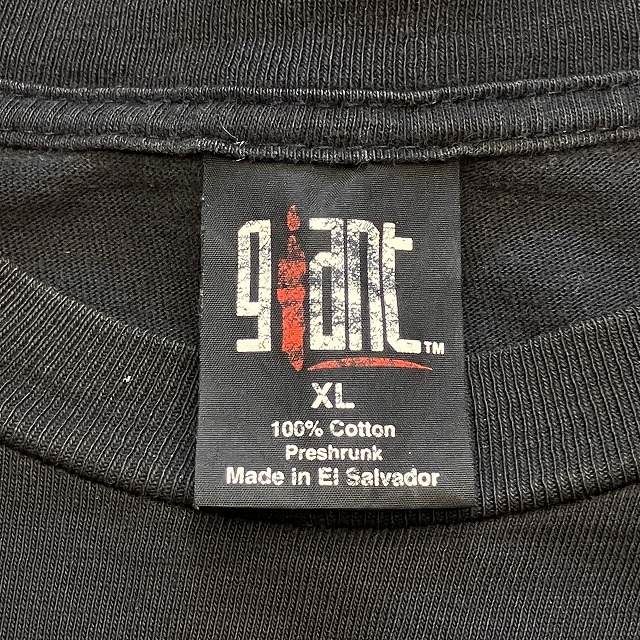 giant™
XL
100% Cotton
Preshrunk
Made in El Salvador